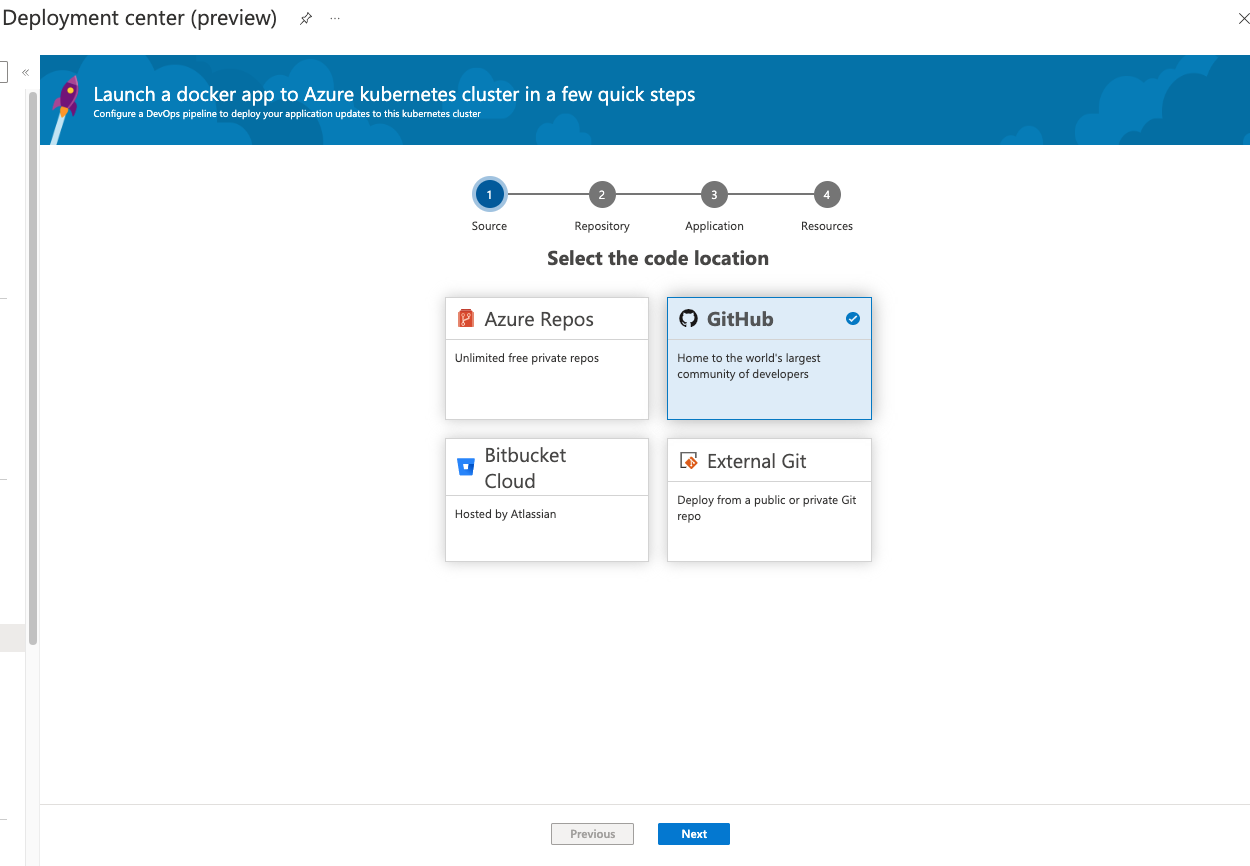 Deployment center (preview)
Launch a docker app to Azure kubernetes cluster in a few quick steps
Configure a DevOps pipeline to deploy your application updates to this kubernetes cluster
1
2
3
4
Source
Repository
Application
Resources
Select the code location
Azure Repos
Unlimited free private repos
GitHub
Home to the world's largest
community of developers
Bitbucket
Cloud
Hosted by Atlassian
External Git
Deploy from a public or private Git
repo
Previous
Next